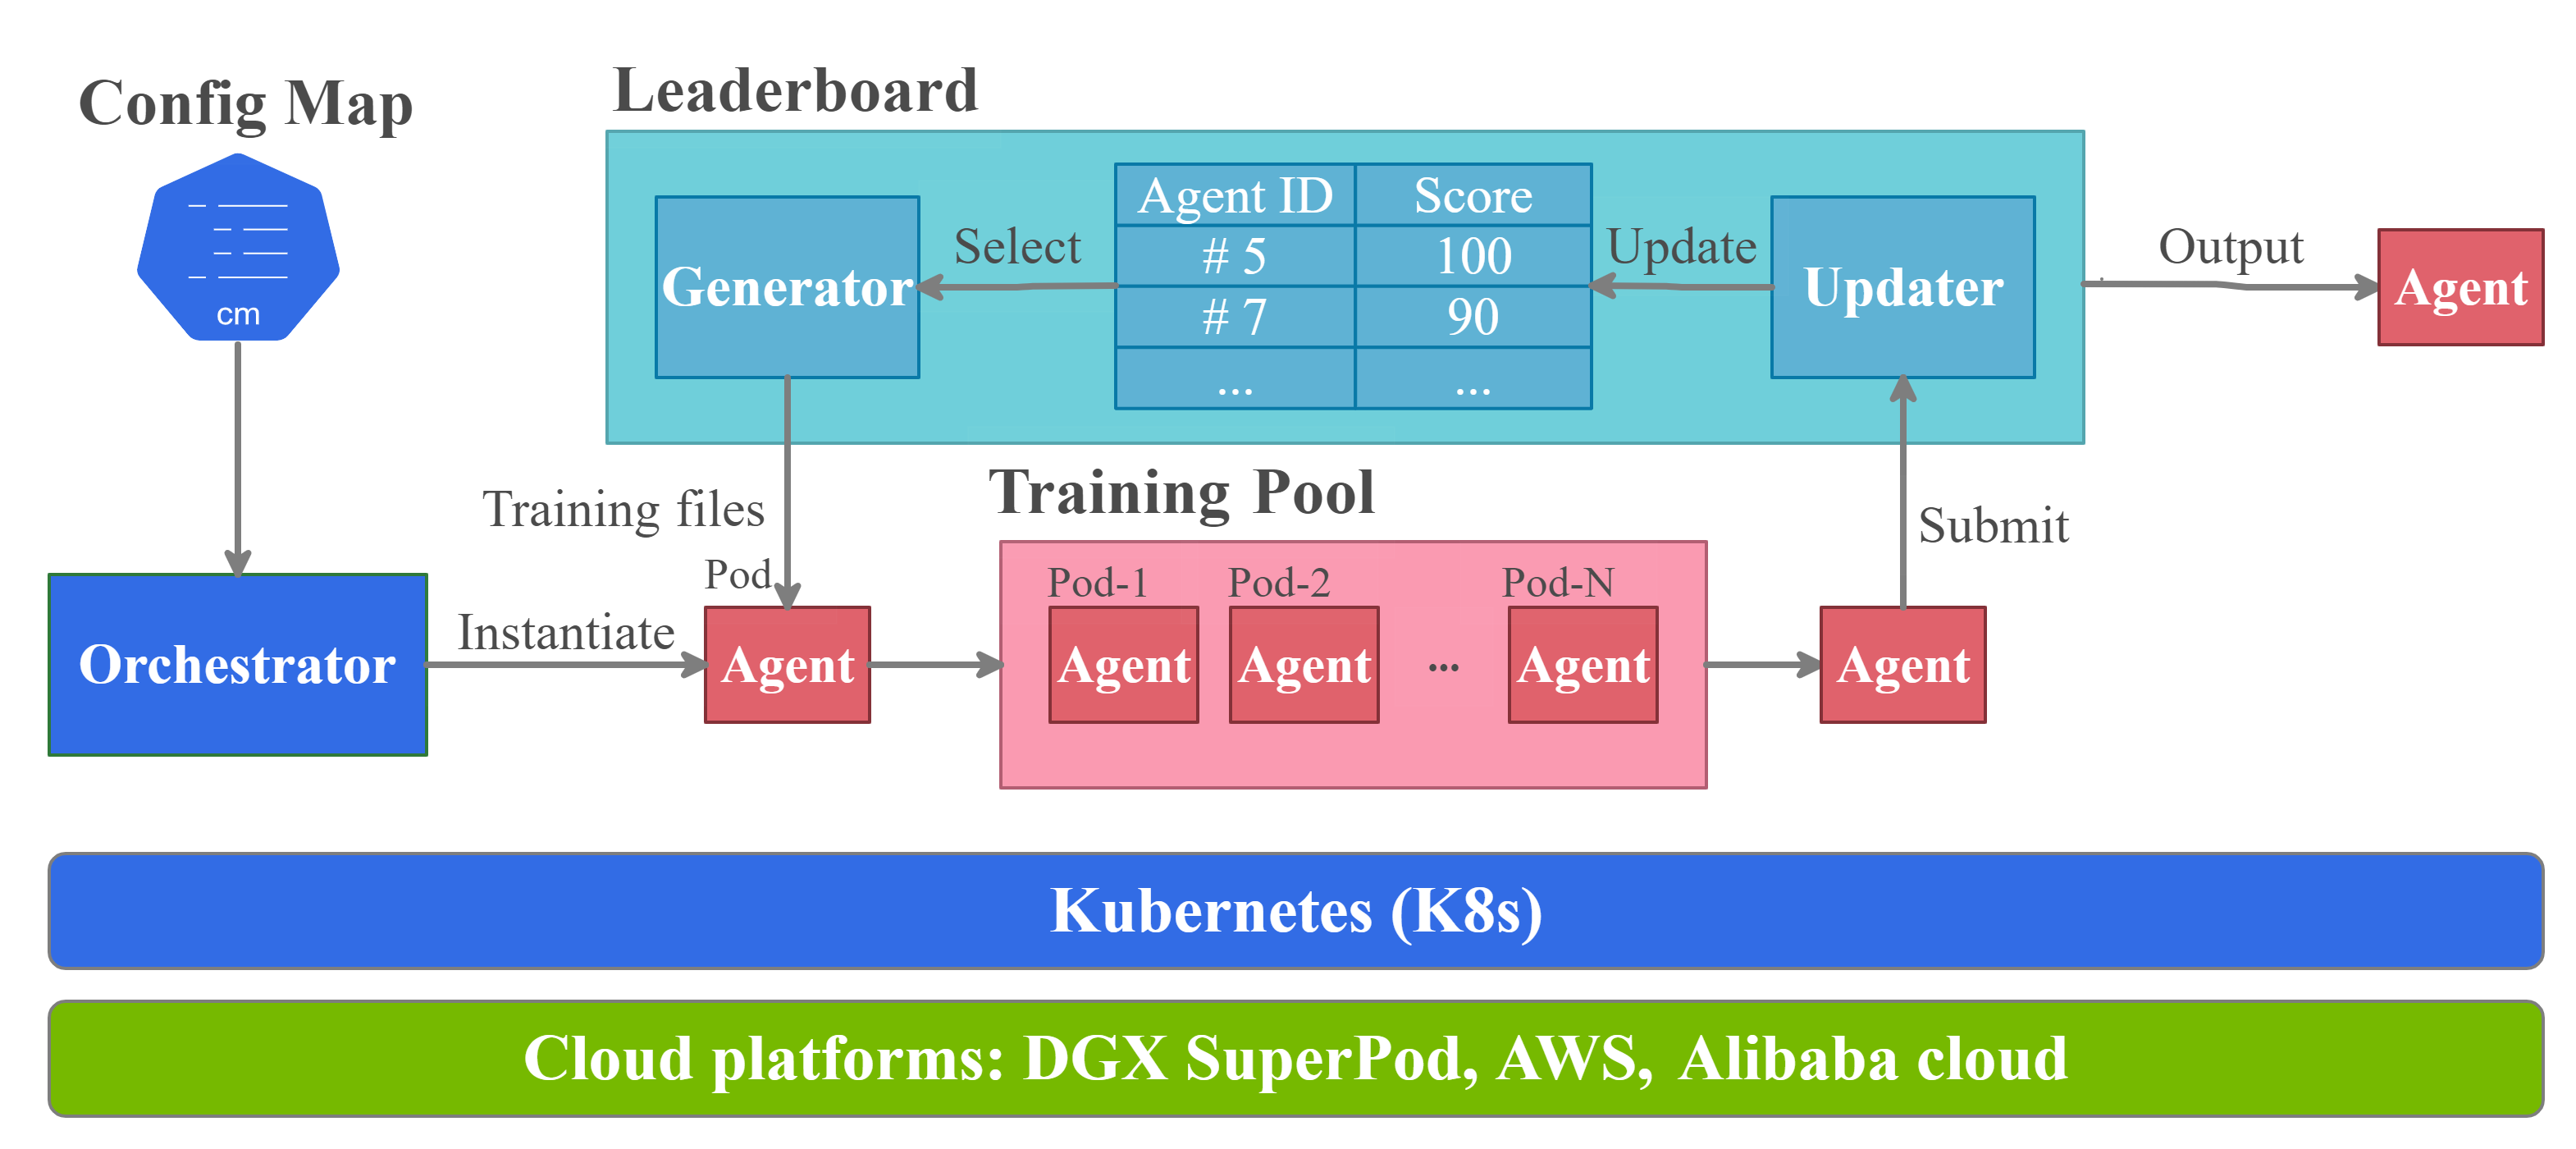 Config Map
cm
Leaderboard
Agent ID Score
# 5 100
# 7 90
... ...
Generator
Select
Update
Updater
Output
Agent
Training files
Pod
Training Pool
Submit
Orchestrator
Instantiate
Agent
Pod-1 Pod-2 Pod-N
Agent Agent ... Agent
Agent
Kubernetes (K8s)
Cloud platforms: DGX SuperPod, AWS, Alibaba cloud